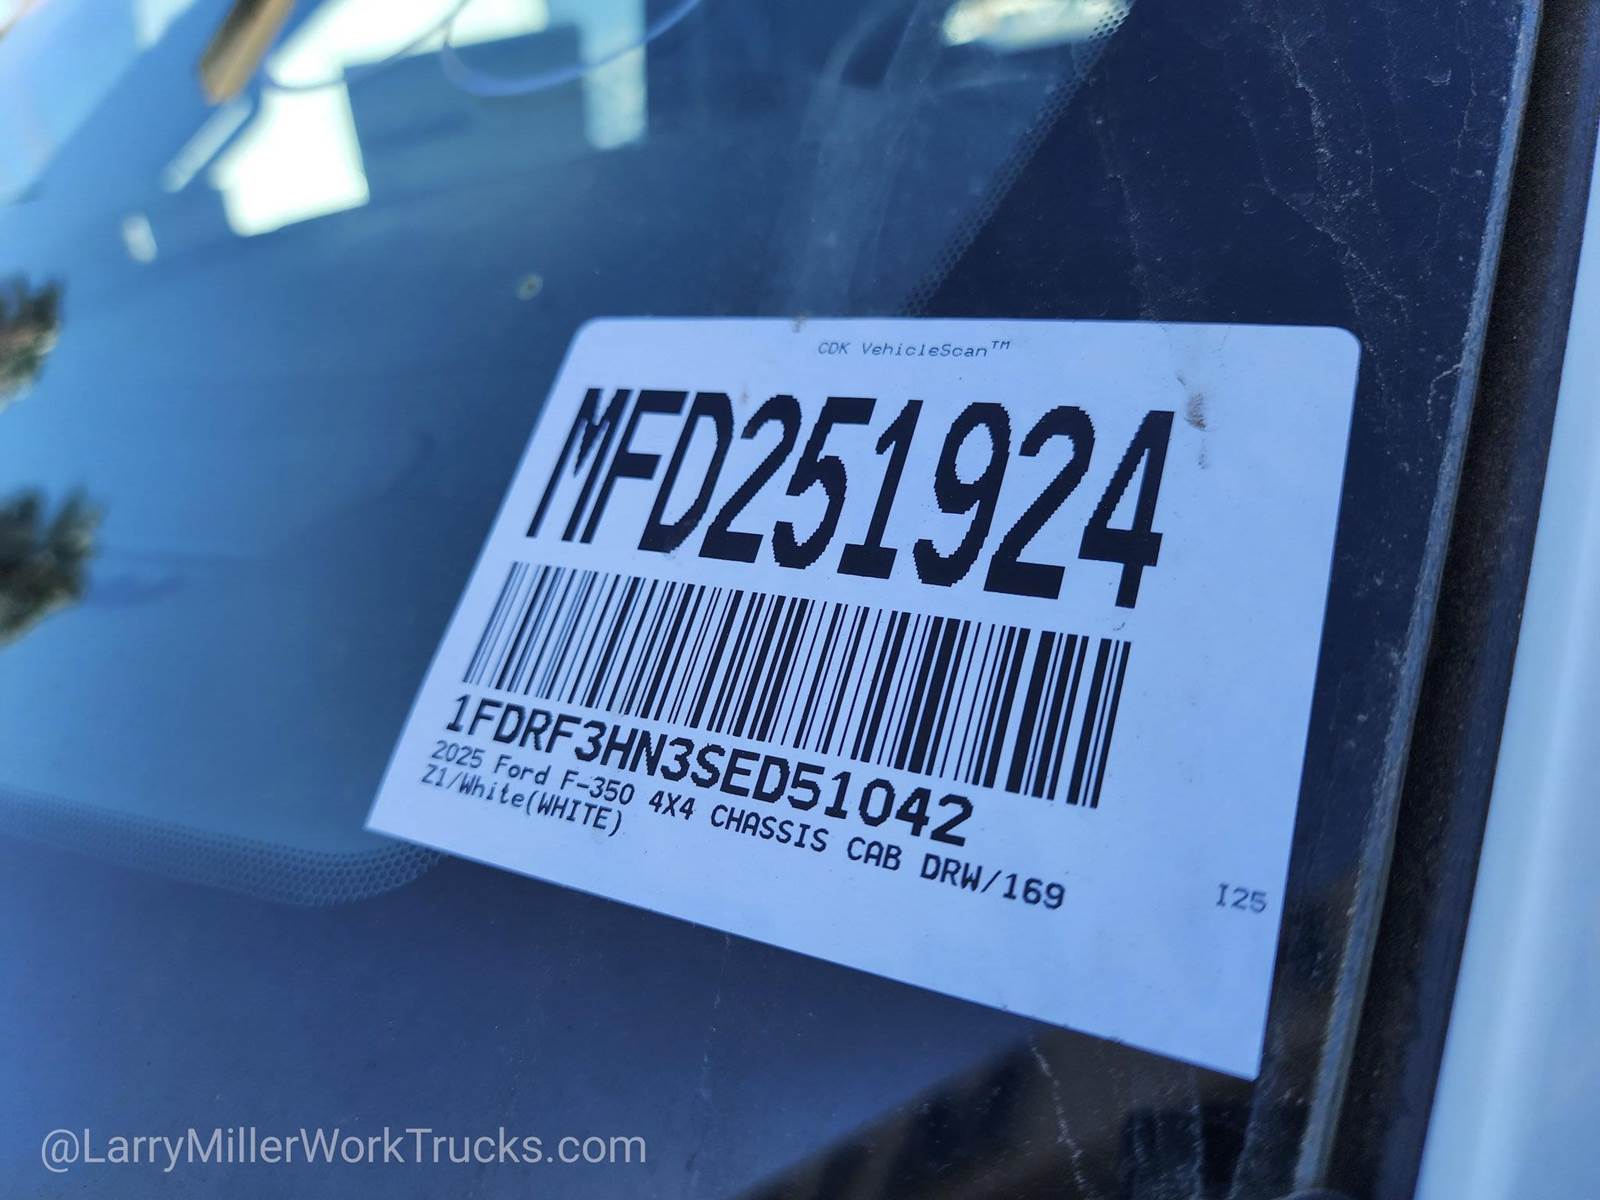 CDK VehicleScan™
MFD251924
1FDRF3HN3SED51042
2025 Ford F-350 4X4 CHASSIS CAB DRW/169
Z1/White(WHITE)
I25
@LarryMillerWorkTrucks.com